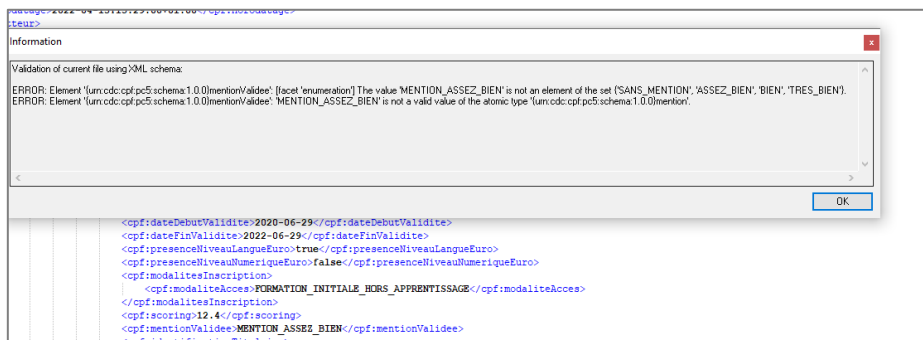 cteur>
Information
x
Validation of current file using XML schema:
ERROR: Element '{urn:cdc:cpf:pc5:schema:1.0.0}mentionValidee': [facet 'enumeration'] The value 'MENTION_ASSEZ_BIEN' is not an element of the set {'SANS_MENTION', 'ASSEZ_BIEN', 'BIEN', 'TRES_BIEN'}.
ERROR: Element '{urn:cdc:cpf:pc5:schema:1.0.0}mentionValidee': 'MENTION_ASSEZ_BIEN' is not a valid value of the atomic type '{urn:cdc:cpf:pc5:schema:1.0.0}mention'.
OK
<cpf:dateDebutValidite>2020-06-29</cpf:dateDebutValidite>
<cpf:dateFinValidite>2022-06-29</cpf:dateFinValidite>
<cpf:presenceNiveauLangueEuro>true</cpf:presenceNiveauLangueEuro>
<cpf:presenceNiveauNumeriqueEuro>false</cpf:presenceNiveauNumeriqueEuro>
<cpf:modalitesInscription>
<cpf:modaliteAcces>FORMATION_INITIALE_HORS_APPRENTISSAGE</cpf:modaliteAcces>
</cpf:modalitesInscription>
<cpf:scoring>12.4</cpf:scoring>
<cpf:mentionValidee>MENTION_ASSEZ_BIEN</cpf:mentionValidee>